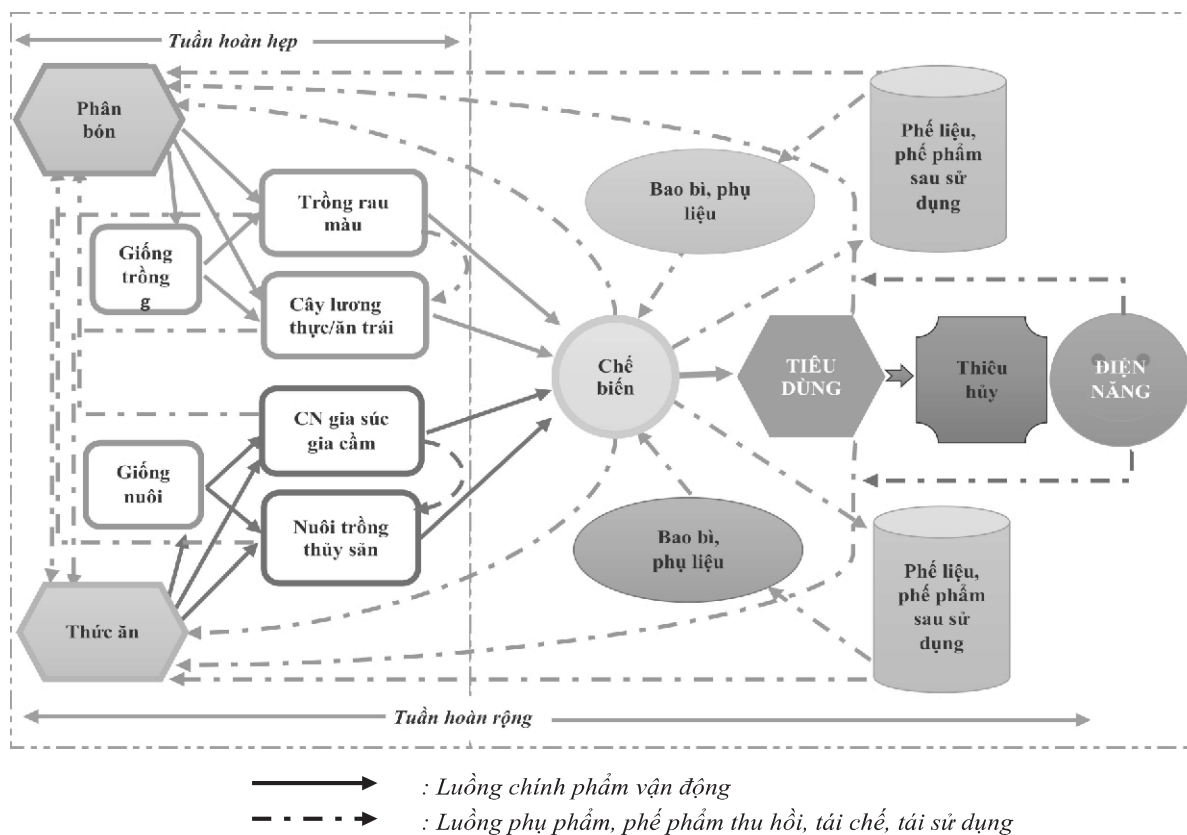 Tuần hoàn hẹp
Phân
bón
Phế liệu,
phế phẩm
sau sử
dụng
Bao bì, phụ
liệu
Trồng rau
màu
Giống
trồng
g
Cây lương
thực/ăn trái
Chế
biến
TIÊU
DÙNG
Thiêu
hủy
ĐIỆN
NĂNG
CN gia súc
gia cầm
Giống
nuôi
Nuôi trồng
thủy sản
Bao bì,
phụ liệu
Phế liệu,
phế phẩm
sau sử
dụng
Thức ăn
Tuần hoàn rộng
: Luồng chính phẩm vận động
: Luồng phụ phẩm, phế phẩm thu hồi, tái chế, tái sử dụng